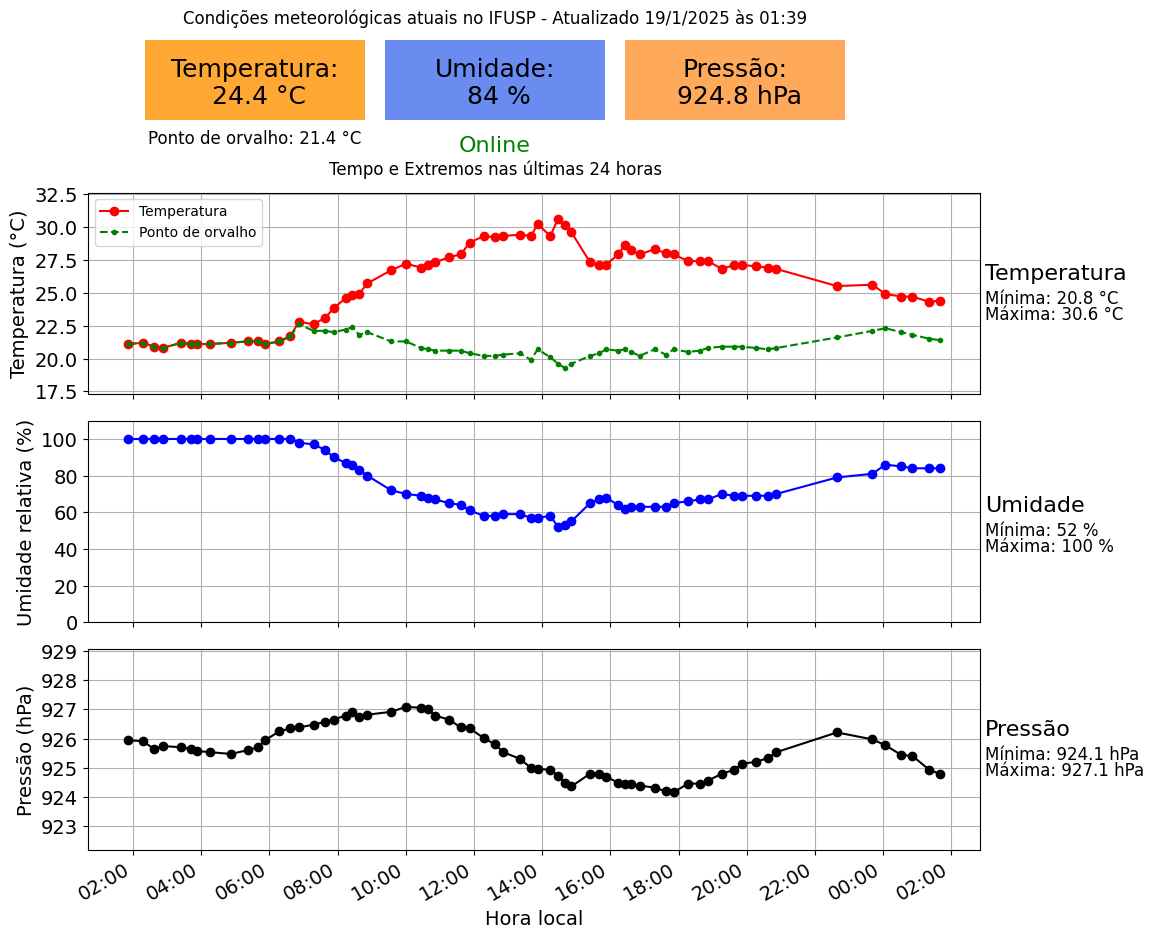 Condições meteorológicas atuais no IFUSP - Atualizado 19/1/2025 às 01:39
Temperatura:
24.4 °C
Umidade:
84 %
Pressão:
924.8 hPa
Ponto de orvalho: 21.4 °C
Online
Tempo e Extremos nas últimas 24 horas
Temperatura (°C)
32.5
30.0
27.5
25.0
22.5
20.0
17.5
Temperatura
Ponto de orvalho
Temperatura
Mínima: 20.8 °C
Máxima: 30.6 °C
Umidade relativa (%)
100
80
60
40
20
0
Umidade
Mínima: 52 %
Máxima: 100 %
Pressão (hPa)
929
928
927
926
925
924
923
Pressão
Mínima: 924.1 hPa
Máxima: 927.1 hPa
02:00 04:00 06:00 08:00 10:00 12:00 14:00 16:00 18:00 20:00 22:00 00:00 02:00
Hora local